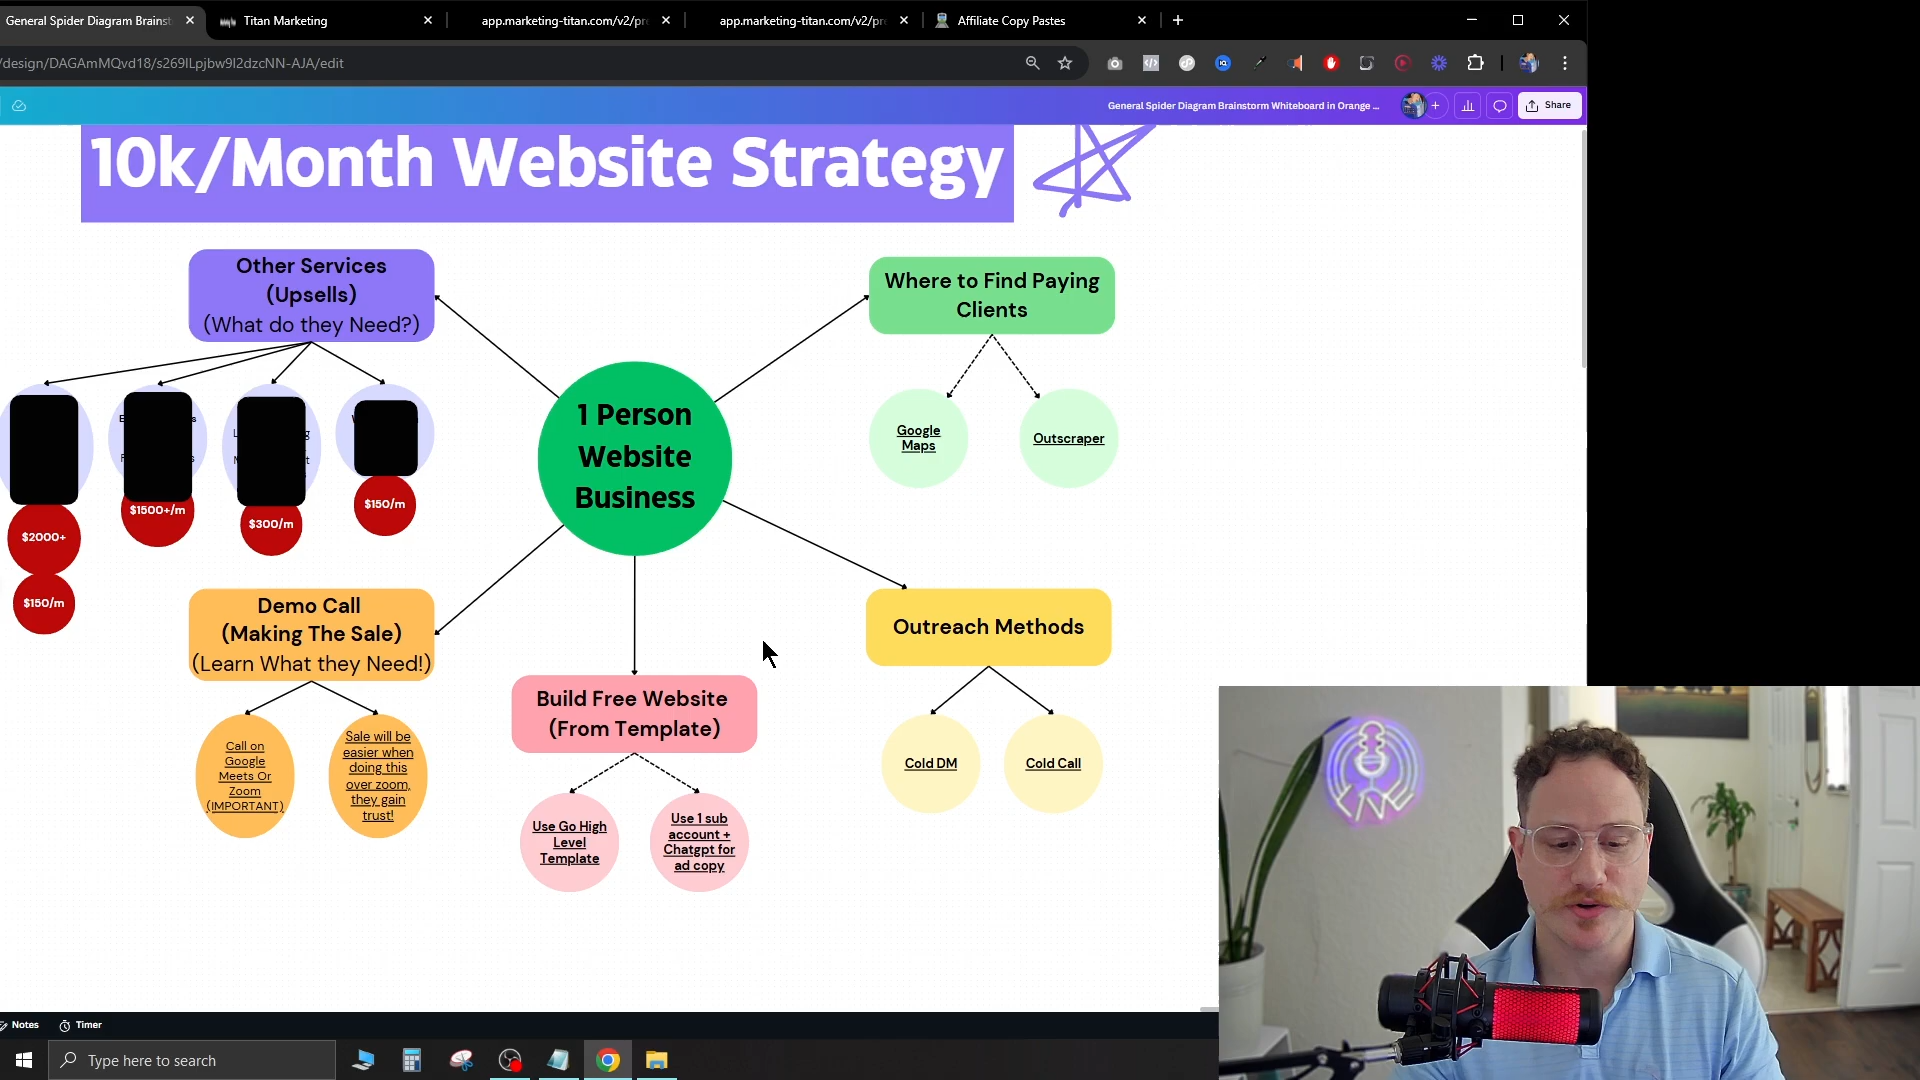 General Spider Diagram Brainst
Titan Marketing
app.marketing-titan.com/v2/pre
app.marketing-titan.com/v2/pre
Affiliate Copy Pastes
/design/DAGAmMQvd18/s269lLpjbw9l2dzcNN-AJA/edit
General Spider Diagram Brainstorm Whiteboard in Orange ...
Share
10k/Month Website Strategy
Other Services
(Upsells)
(What do they Need?)
$2000+
$150/m
$1500+/m
$300/m
$150/m
Where to Find Paying
Clients
Google
Maps
Outscraper
1 Person
Website
Business
Demo Call
(Making The Sale)
(Learn What they Need!)
Call on
Google
Meets Or
Zoom
(IMPORTANT)
Sale will be
easier when
doing this
over zoom,
they gain
trust!
Build Free Website
(From Template)
Use Go High
Level
Template
Use 1 sub
account +
Chatgpt for
ad copy
Outreach Methods
Cold DM
Cold Call
Notes
Timer
Type here to search